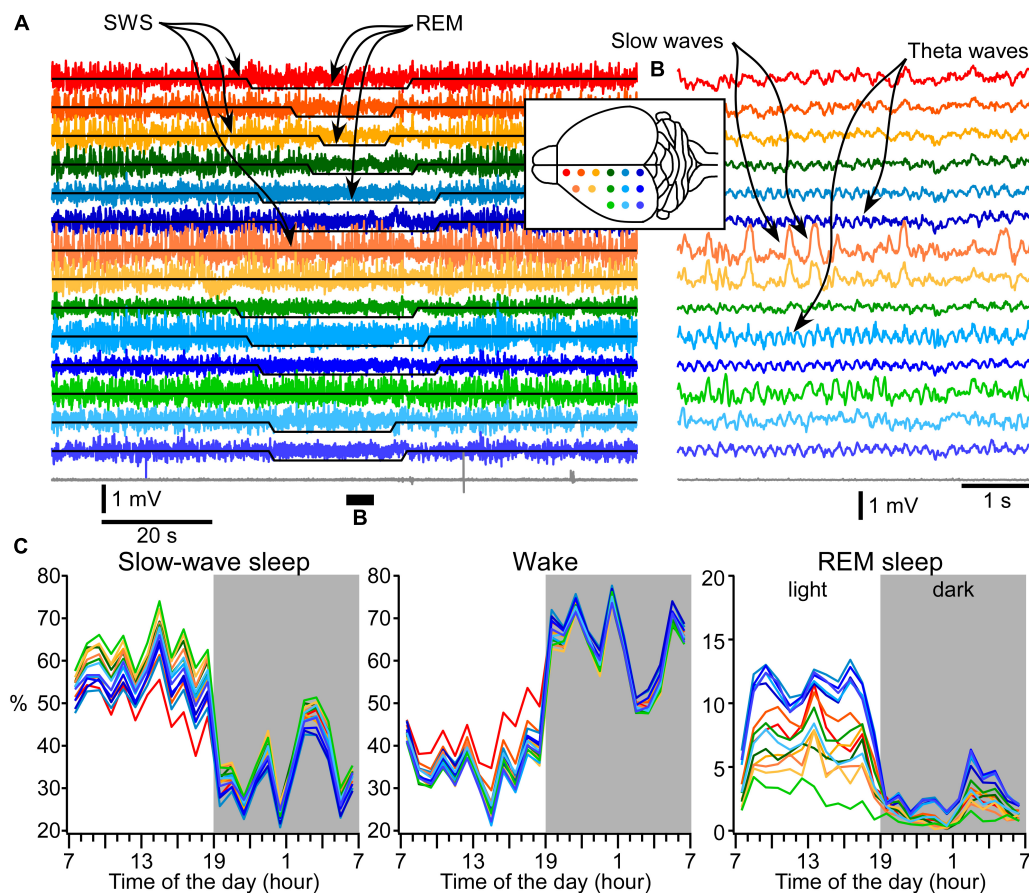 A
SWS
REM
Slow waves
Theta waves
B
1 mV
20 s
B
1 mV
1 s
C
Slow-wave sleep
Wake
REM sleep
light
dark
%
80
70
60
50
40
30
20
80
70
60
50
40
30
20
20
15
10
5
0
7 13 19 1 7
7 13 19 1 7
7 13 19 1 7
Time of the day (hour)
Time of the day (hour)
Time of the day (hour)